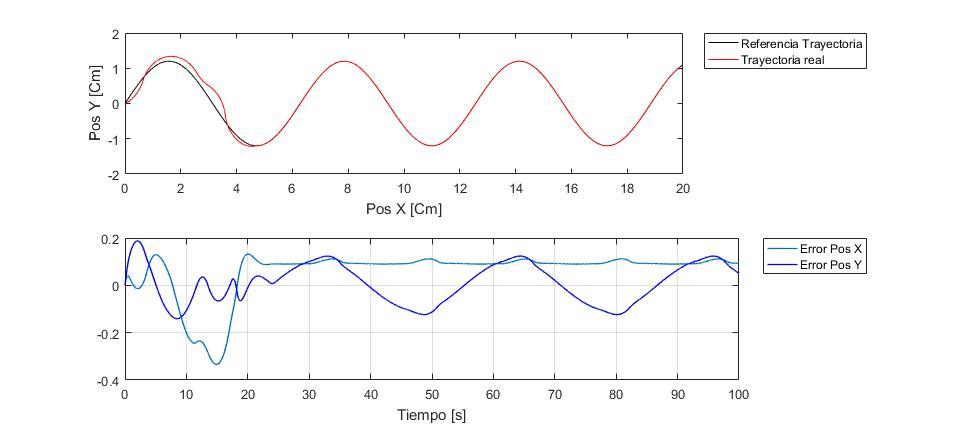 2
1
0
-1
-2
Pos Y [Cm]
0 2 4 6 8 10 12 14 16 18 20
Pos X [Cm]
Referencia Trayectoria
Trayectoria real
0.2
0
-0.2
-0.4
0 10 20 30 40 50 60 70 80 90 100
Tiempo [s]
Error Pos X
Error Pos Y